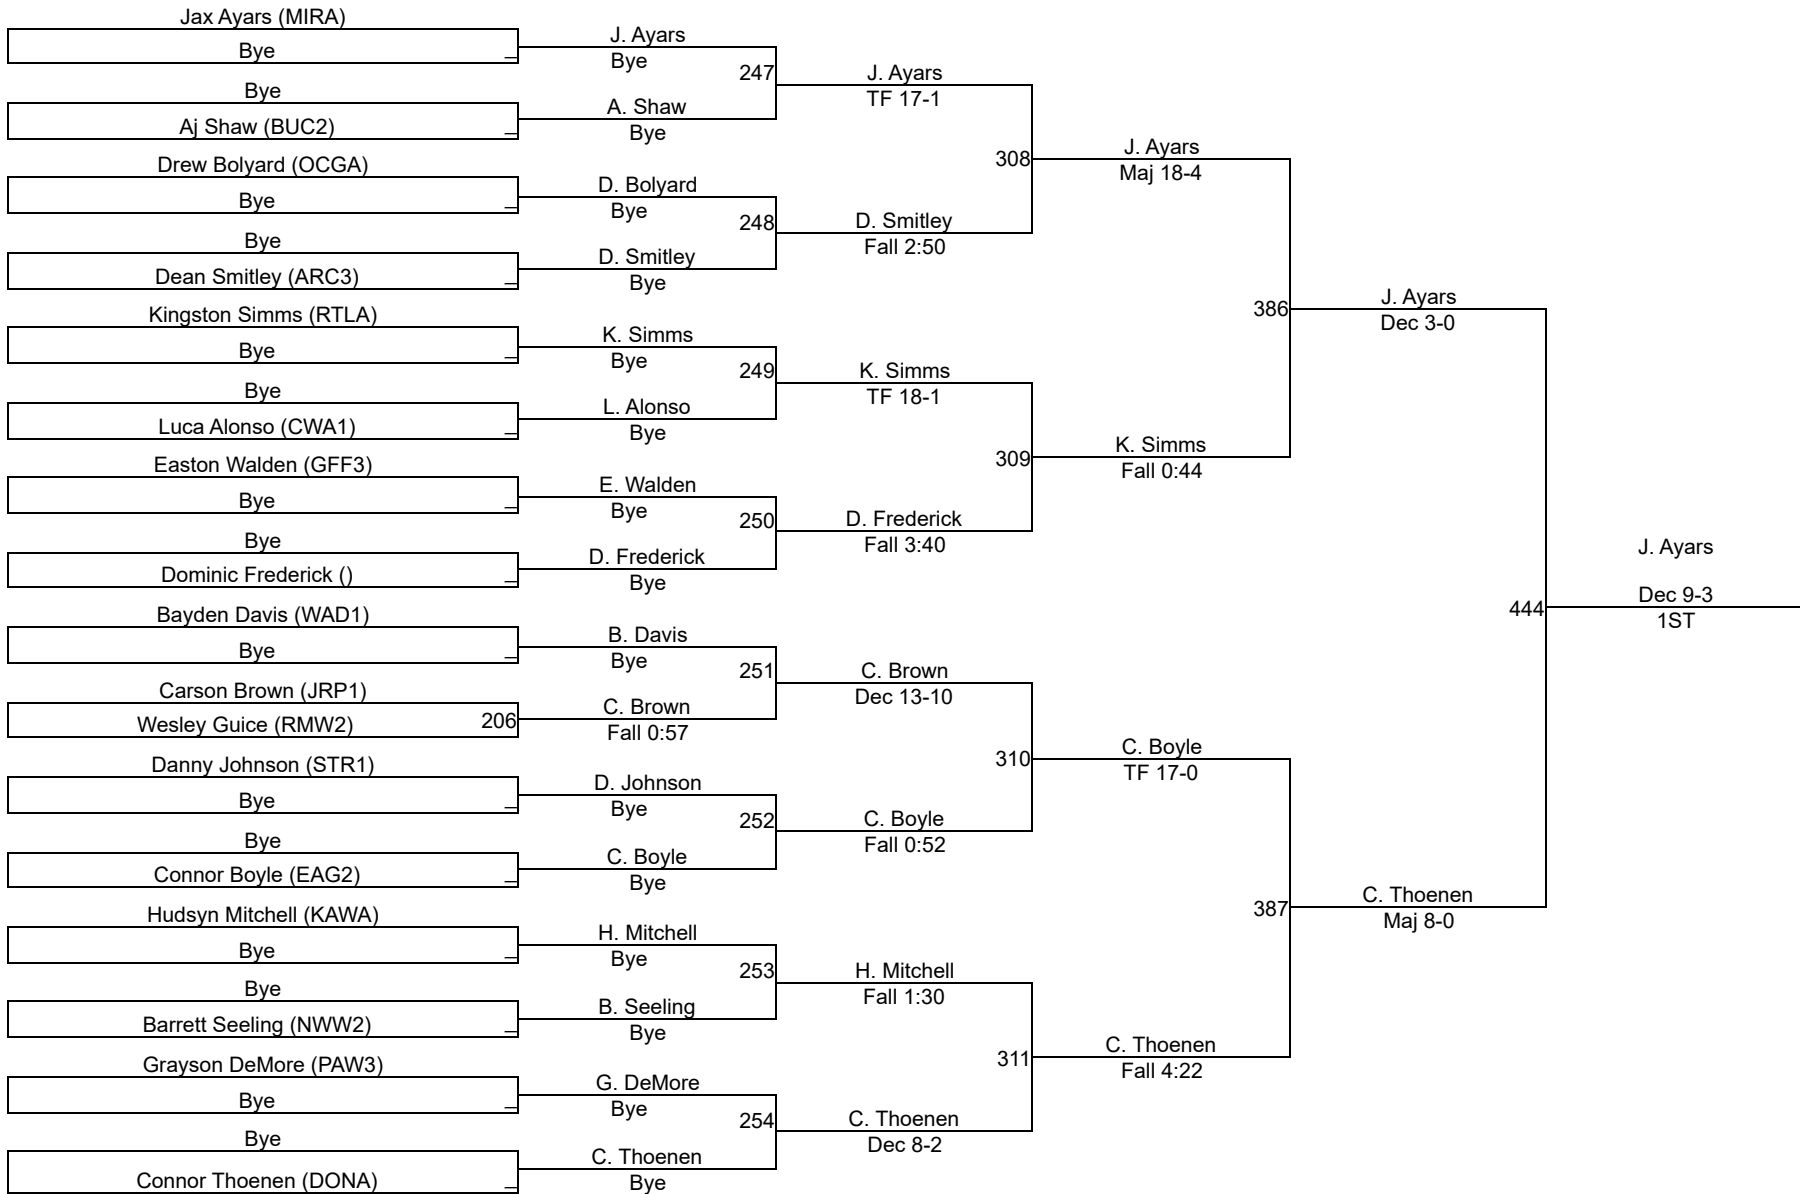 Jax Ayars (MIRA)
Bye
_
Bye
Aj Shaw (BUC2)
_
Drew Bolyard (OCGA)
Bye
_
Bye
Dean Smitley (ARC3)
_
Kingston Simms (RTLA)
Bye
_
Bye
Luca Alonso (CWA1)
_
Easton Walden (GFF3)
Bye
_
Bye
Dominic Frederick ()
_
Bayden Davis (WAD1)
Bye
_
Carson Brown (JRP1)
Wesley Guice (RMW2)
206
Danny Johnson (STR1)
Bye
_
Bye
Connor Boyle (EAG2)
_
Hudsyn Mitchell (KAWA)
Bye
_
Bye
Barrett Seeling (NWW2)
_
Grayson DeMore (PAW3)
Bye
_
Bye
Connor Thoenen (DONA)
_
J. Ayars
Bye
247
A. Shaw
Bye
D. Bolyard
Bye
248
D. Smitley
Bye
K. Simms
Bye
249
L. Alonso
Bye
E. Walden
Bye
250
D. Frederick
Bye
B. Davis
Bye
251
C. Brown
Fall 0:57
D. Johnson
Bye
252
C. Boyle
Bye
H. Mitchell
Bye
253
B. Seeling
Bye
G. DeMore
Bye
254
C. Thoenen
Bye
J. Ayars
TF 17-1
308
D. Smitley
Fall 2:50
K. Simms
TF 18-1
309
D. Frederick
Fall 3:40
C. Brown
Dec 13-10
310
C. Boyle
Fall 0:52
H. Mitchell
Fall 1:30
311
C. Thoenen
Dec 8-2
J. Ayars
Maj 18-4
386
K. Simms
Fall 0:44
C. Boyle
TF 17-0
387
C. Thoenen
Fall 4:22
J. Ayars
Dec 3-0
444
C. Thoenen
Maj 8-0
J. Ayars
Dec 9-3
1ST